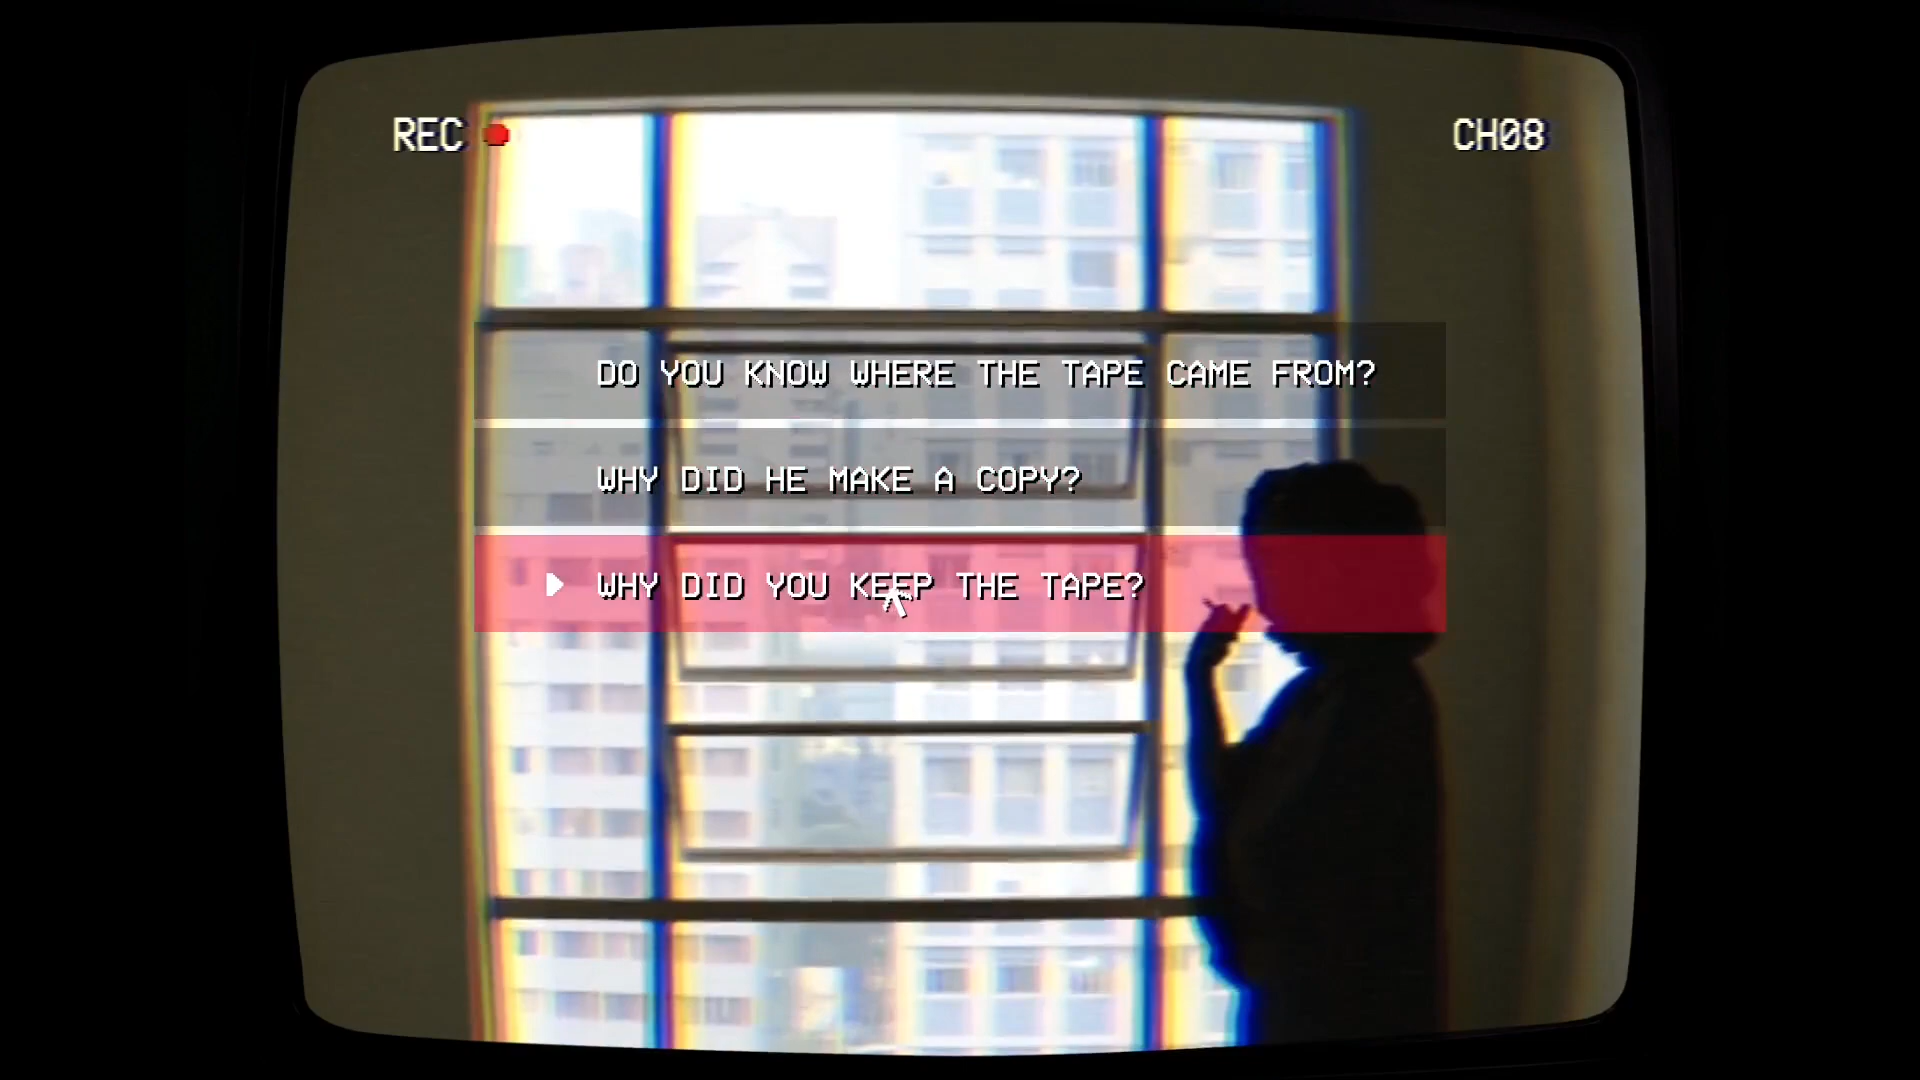 REC
CH08
DO YOU KNOW WHERE THE TAPE CAME FROM?
WHY DID HE MAKE A COPY?
WHY DID YOU KEEP THE TAPE?